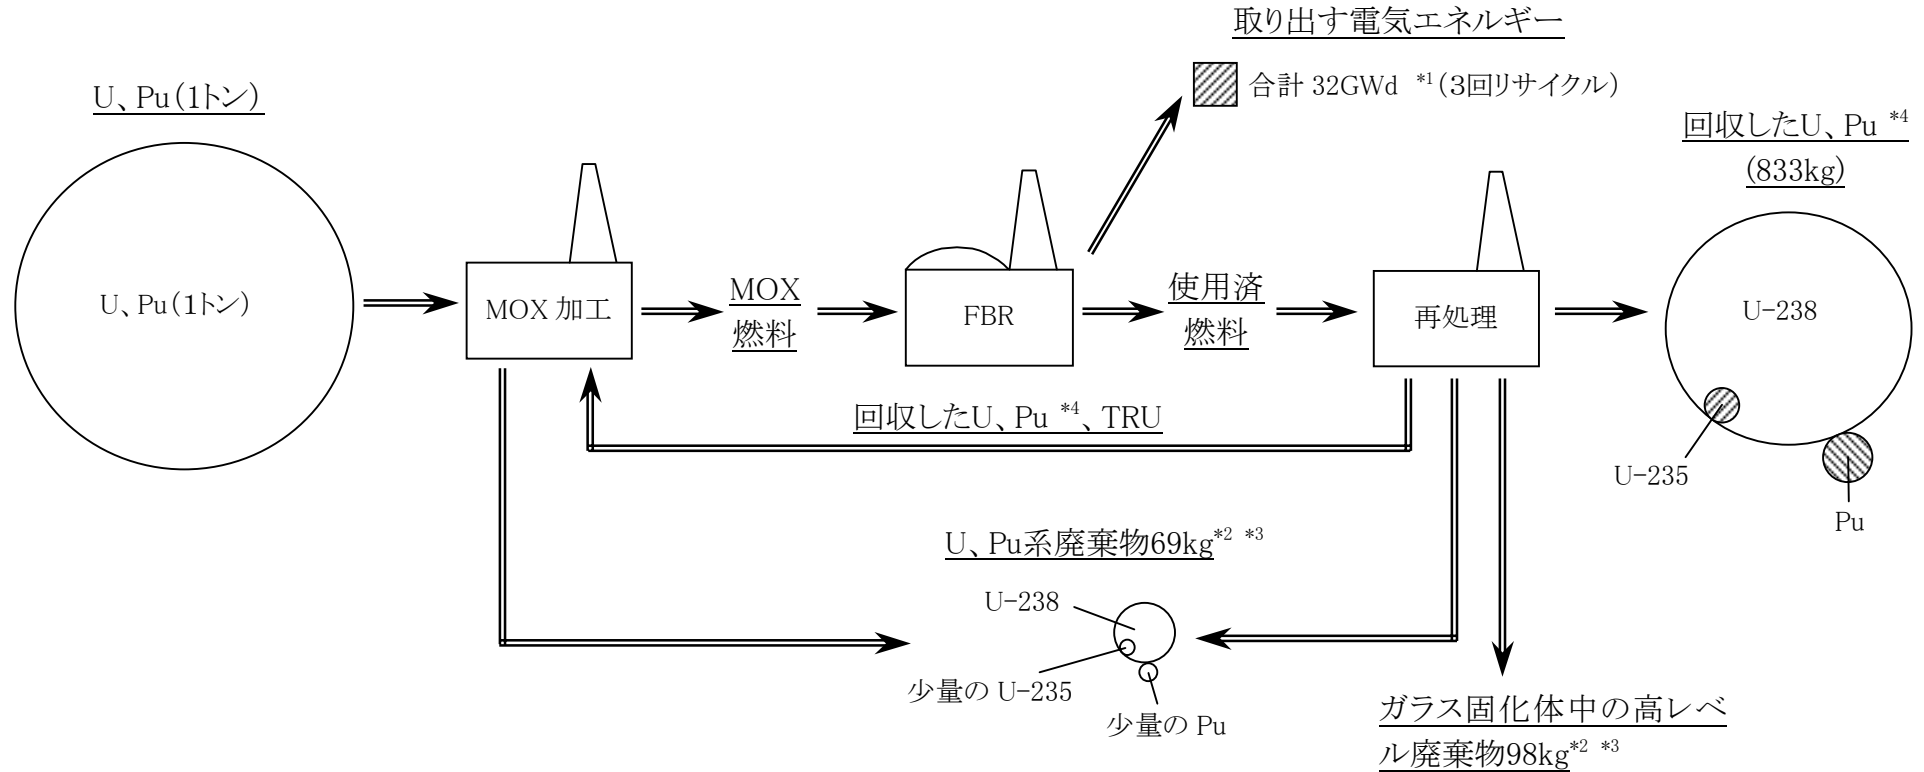 取り出す電気エネルギー
合計 32GWd *1(3回リサイクル)
U、Pu(1トン)
回収したU、Pu *4
(833kg)
U、Pu(1トン)
MOX 加工
MOX
燃料
FBR
使用済
燃料
再処理
U-238
回収したU、Pu *4、TRU
U-235
Pu
U、Pu系廃棄物69kg*2 *3
U-238
少量の U-235
少量の Pu
ガラス固化体中の高レベ
ル廃棄物98kg*2 *3